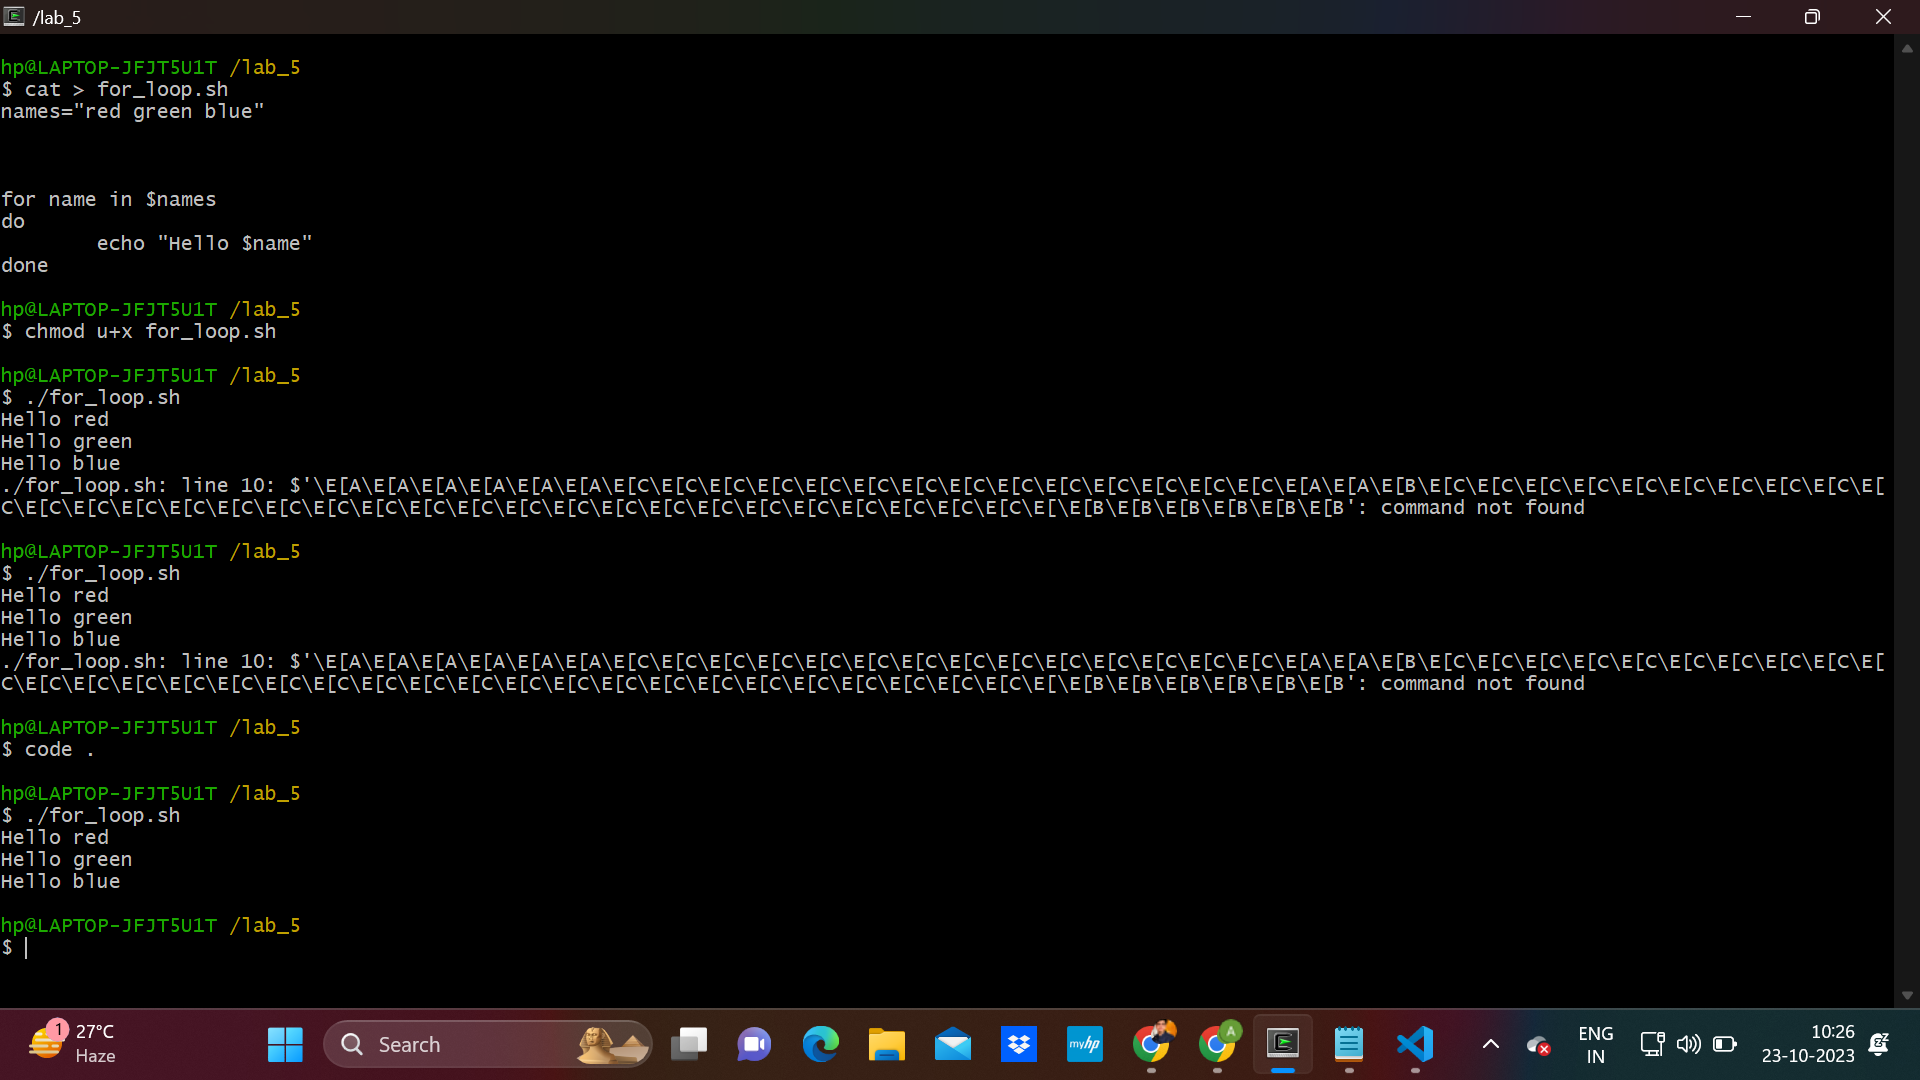 /lab_5
hp@LAPTOP-JFJT5U1T /lab_5
$ cat > for_loop.sh
names="red green blue"
for name in $names
do
        echo "Hello $name"
done
hp@LAPTOP-JFJT5U1T /lab_5
$ chmod u+x for_loop.sh
hp@LAPTOP-JFJT5U1T /lab_5
$ ./for_loop.sh
Hello red
Hello green
Hello blue
./for_loop.sh: line 10: $'\E[A\E[A\E[A\E[A\E[A\E[A\E[C\E[C\E[C\E[C\E[C\E[C\E[C\E[C\E[C\E[C\E[C\E[C\E[C\E[C\E[A\E[A\E[B\E[C\E[C\E[C\E[C\E[C\E[C\E[C\E[C\E[C\E[
C\E[C\E[C\E[C\E[C\E[C\E[C\E[C\E[C\E[C\E[C\E[C\E[C\E[C\E[C\E[C\E[C\E[C\E[C\E[C\E[C\E[C\E[\E[B\E[B\E[B\E[B\E[B\E[B': command not found
hp@LAPTOP-JFJT5U1T /lab_5
$ ./for_loop.sh
Hello red
Hello green
Hello blue
./for_loop.sh: line 10: $'\E[A\E[A\E[A\E[A\E[A\E[A\E[C\E[C\E[C\E[C\E[C\E[C\E[C\E[C\E[C\E[C\E[C\E[C\E[C\E[C\E[A\E[A\E[B\E[C\E[C\E[C\E[C\E[C\E[C\E[C\E[C\E[C\E[
C\E[C\E[C\E[C\E[C\E[C\E[C\E[C\E[C\E[C\E[C\E[C\E[C\E[C\E[C\E[C\E[C\E[C\E[C\E[C\E[C\E[C\E[\E[B\E[B\E[B\E[B\E[B\E[B': command not found
hp@LAPTOP-JFJT5U1T /lab_5
$ code .
hp@LAPTOP-JFJT5U1T /lab_5
$ ./for_loop.sh
Hello red
Hello green
Hello blue
hp@LAPTOP-JFJT5U1T /lab_5
$
1
27°C
Haze
Search
myhp
A
ENG
IN
10:26
23-10-2023